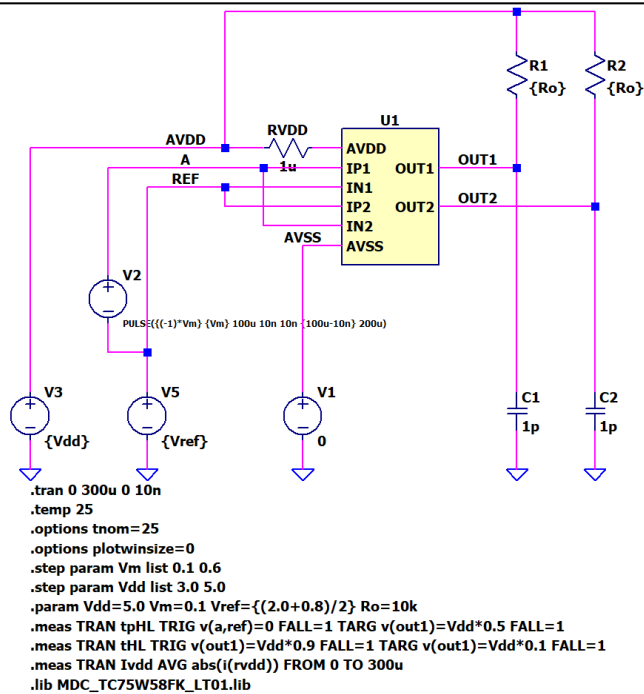 R1
{Ro}
R2
{Ro}
U1
AVDD
RVDD
1u
A
REF
AVSS
AVDD
IP1
IN1
IP2
IN2
AVSS
OUT1
OUT2
OUT1
OUT2
V2
PULSE({(-1)*Vm} {Vm} 100u 10n 10n {100u-10n} 200u)
V3
{Vdd}
V5
{Vref}
V1
0
C1
1p
C2
1p
.tran 0 300u 0 10n
.temp 25
.options tnom=25
.options plotwinsize=0
.step param Vm list 0.1 0.6
.step param Vdd list 3.0 5.0
.param Vdd=5.0 Vm=0.1 Vref={(2.0+0.8)/2} Ro=10k
.meas TRAN tpHL TRIG v(a,ref)=0 FALL=1 TARG v(out1)=Vdd*0.5 FALL=1
.meas TRAN tHL TRIG v(out1)=Vdd*0.9 FALL=1 TARG v(out1)=Vdd*0.1 FALL=1
.meas TRAN Ivdd AVG abs(i(rvdd)) FROM 0 TO 300u
.lib MDC_TC75W58FK_LT01.lib